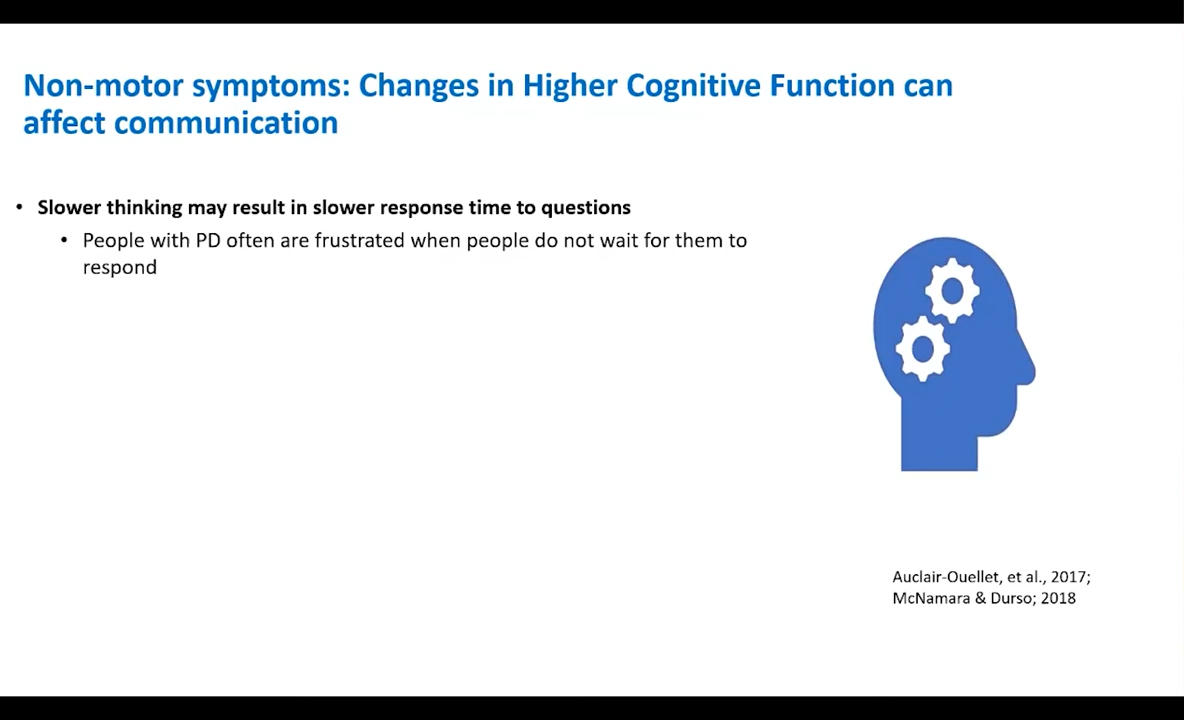 Non-motor symptoms: Changes in Higher Cognitive Function can
affect communication
• Slower thinking may result in slower response time to questions
• People with PD often are frustrated when people do not wait for them to
respond
Auclair-Ouellet, et al., 2017;
McNamara & Durso; 2018